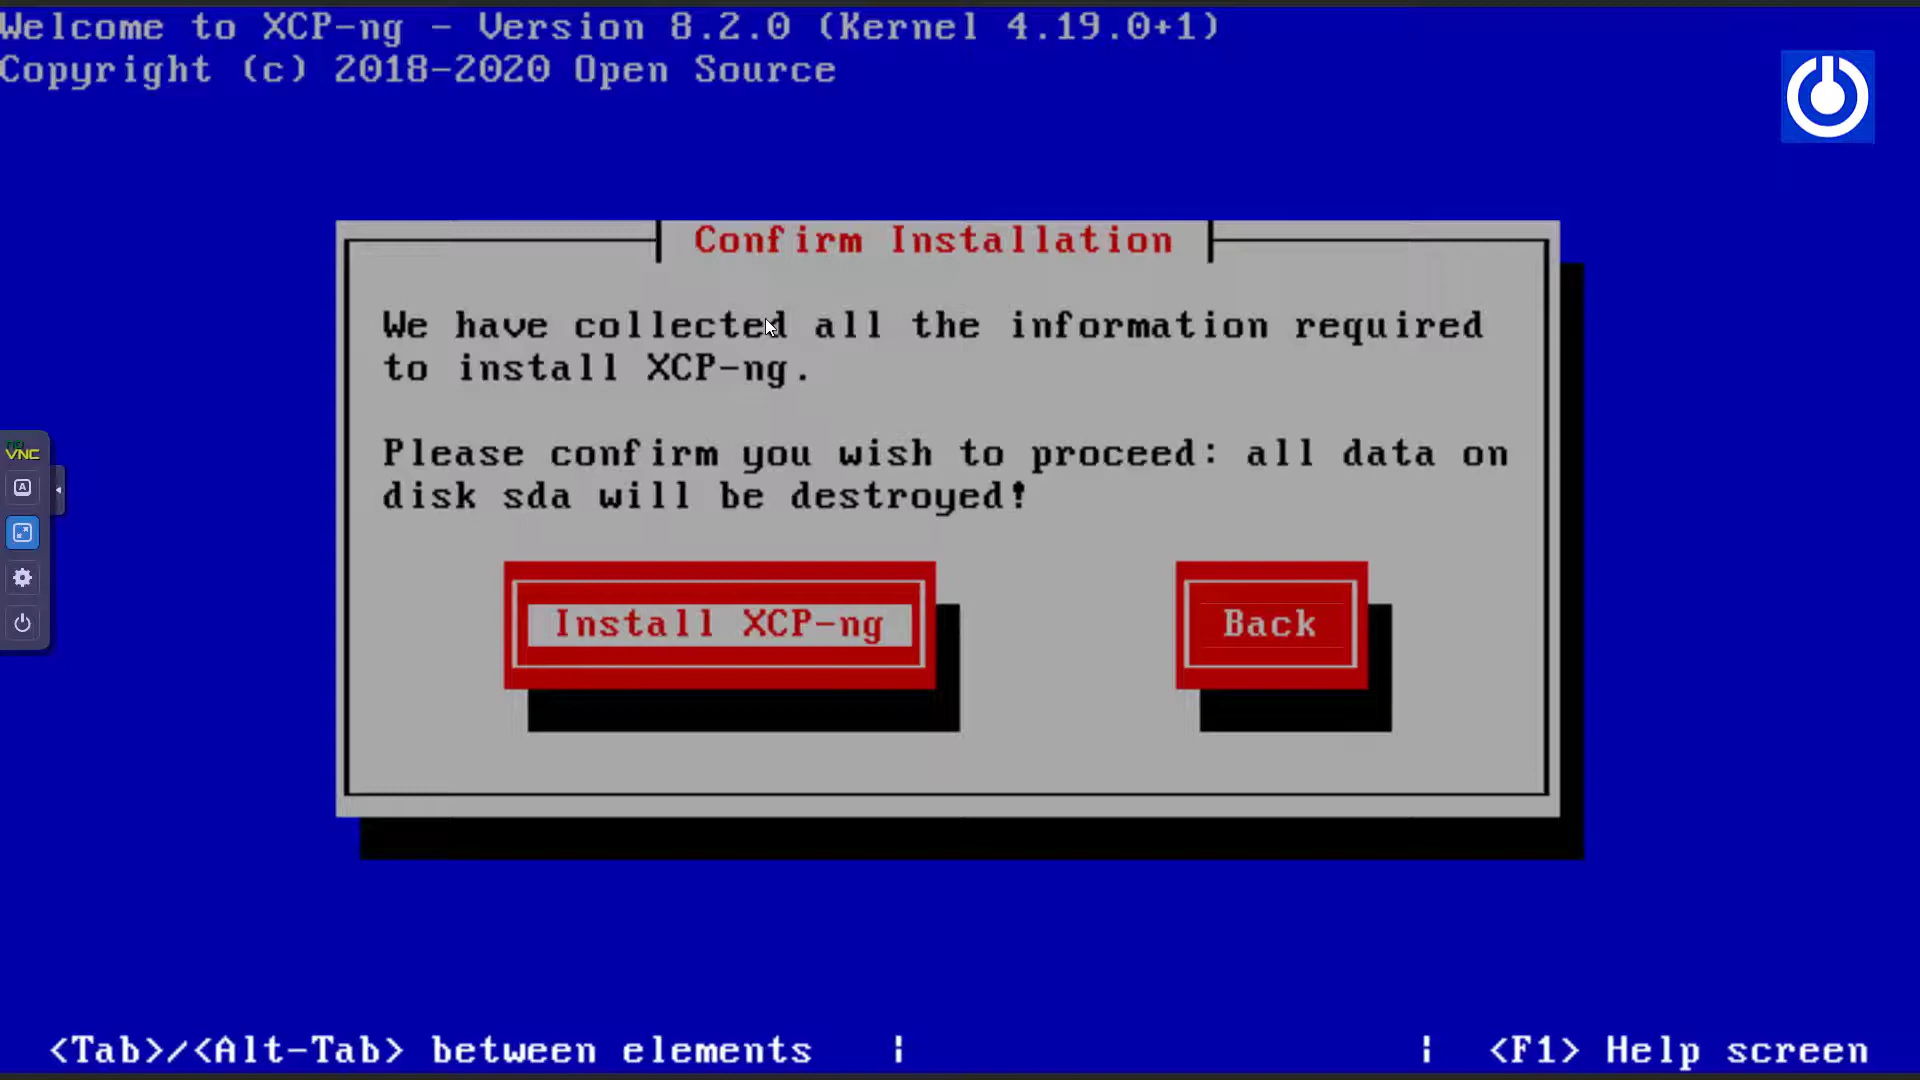 Welcome to XCP-ng - Version 8.2.0 (Kernel 4.19.0+1)
Copyright (c) 2018-2020 Open Source
Confirm Installation
We have collected all the information required
to install XCP-ng.
Please confirm you wish to proceed: all data on
disk sda will be destroyed!
no
VNC
A
Install XCP-ng
Back
<Tab>/<Alt-Tab> between elements | | <F1> Help screen